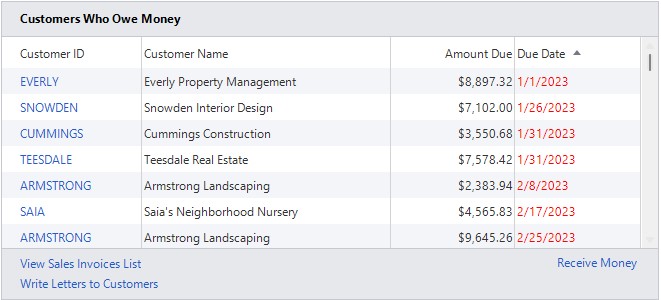 Customers Who Owe Money
Customer ID Customer Name Amount Due Due Date
EVERLY Everly Property Management $8,897.32 1/1/2023
SNOWDEN Snowden Interior Design $7,102.00 1/26/2023
CUMMINGS Cummings Construction $3,550.68 1/31/2023
TEESDALE Teesdale Real Estate $7,578.42 1/31/2023
ARMSTRONG Armstrong Landscaping $2,383.94 2/8/2023
SAIA Saia's Neighborhood Nursery $4,565.83 2/17/2023
ARMSTRONG Armstrong Landscaping $9,645.26 2/25/2023
View Sales Invoices List Receive Money
Write Letters to Customers